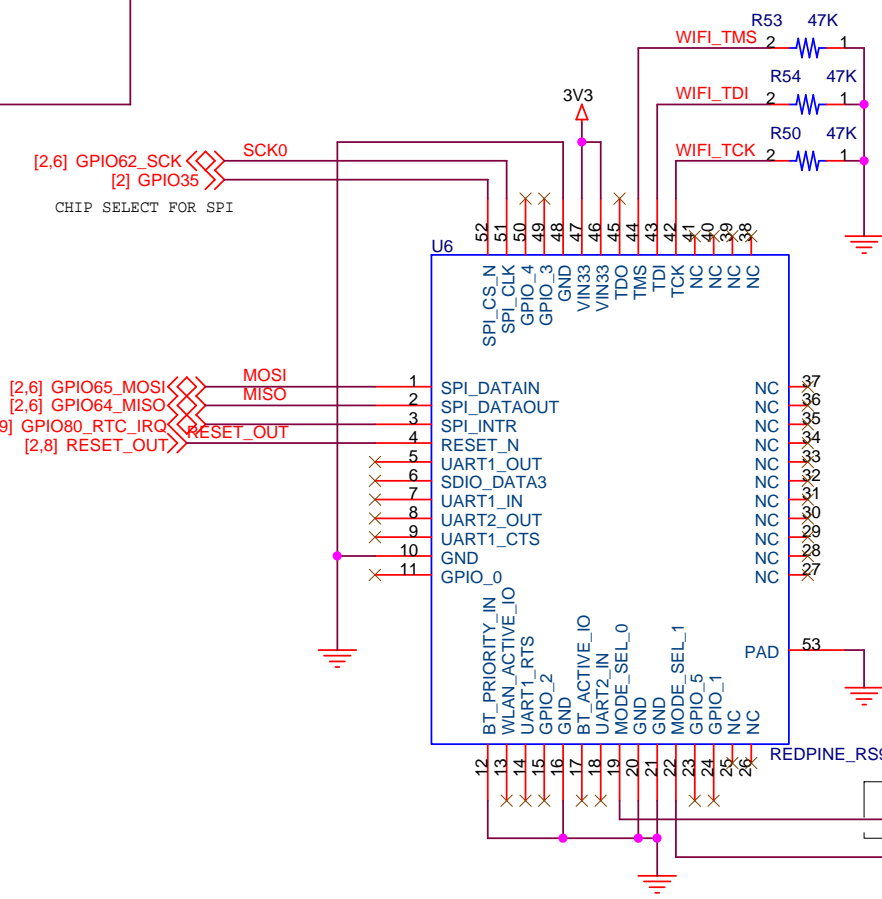 R53 47K
WIFI_TMS 2 1
R54 47K
WIFI_TDI 2 1
3V3
R50 47K
WIFI_TCK 2 1
[2,6] GPIO62_SCK SCK0
[2] GPIO35
CHIP SELECT FOR SPI
52 51 50 49 48 47 46 45 44 43 42 41 40 39 38
U6
SPI_CS_N SPI_CLK GPIO_4 GPIO_3 GND VIN33 VIN33 TDO TMS TDI TCK NC NC NC NC
[2,6] GPIO65_MOSI MOSI 1 SPI_DATAIN NC 37
[2,6] GPIO64_MISO MISO 2 SPI_DATAOUT NC 36
9] GPIO80_RTC_IRQ 3 SPI_INTR NC 35
[2,8] RESET_OUT RESET_OUT 4 RESET_N NC 34
5 UART1_OUT NC 33
6 SDIO_DATA3 NC 32
7 UART1_IN NC 31
8 UART2_OUT NC 30
9 UART1_CTS NC 29
10 GND NC 28
11 GPIO_0 NC 27
PAD 53
BT_PRIORITY_IN WLAN_ACTIVE_IO UART1_RTS GPIO_2 GND BT_ACTIVE_IO UART2_IN MODE_SEL_0 GND GND MODE_SEL_1 GPIO_5 GPIO_1 NC NC
12 13 14 15 16 17 18 19 20 21 22 23 24 25 26
REDPINE_RS9